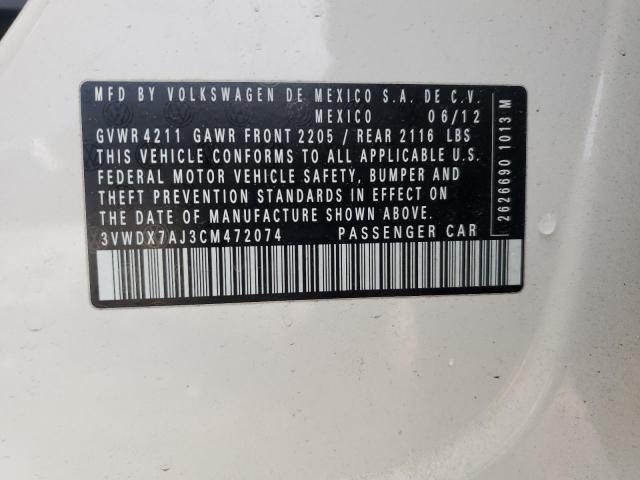 MFD BY VOLKSWAGEN DE MEXICO S.A. DE C.V.
MEXICO 06/12
GVWR 4211 GAWR FRONT 2205 / REAR 2116 LBS
THIS VEHICLE CONFORMS TO ALL APPLICABLE U.S.
FEDERAL MOTOR VEHICLE SAFETY, BUMPER AND
THEFT PREVENTION STANDARDS IN EFFECT ON
THE DATE OF MANUFACTURE SHOWN ABOVE.
3VWDX7AJ3CM472074 PASSENGER CAR
2626690 1013 M